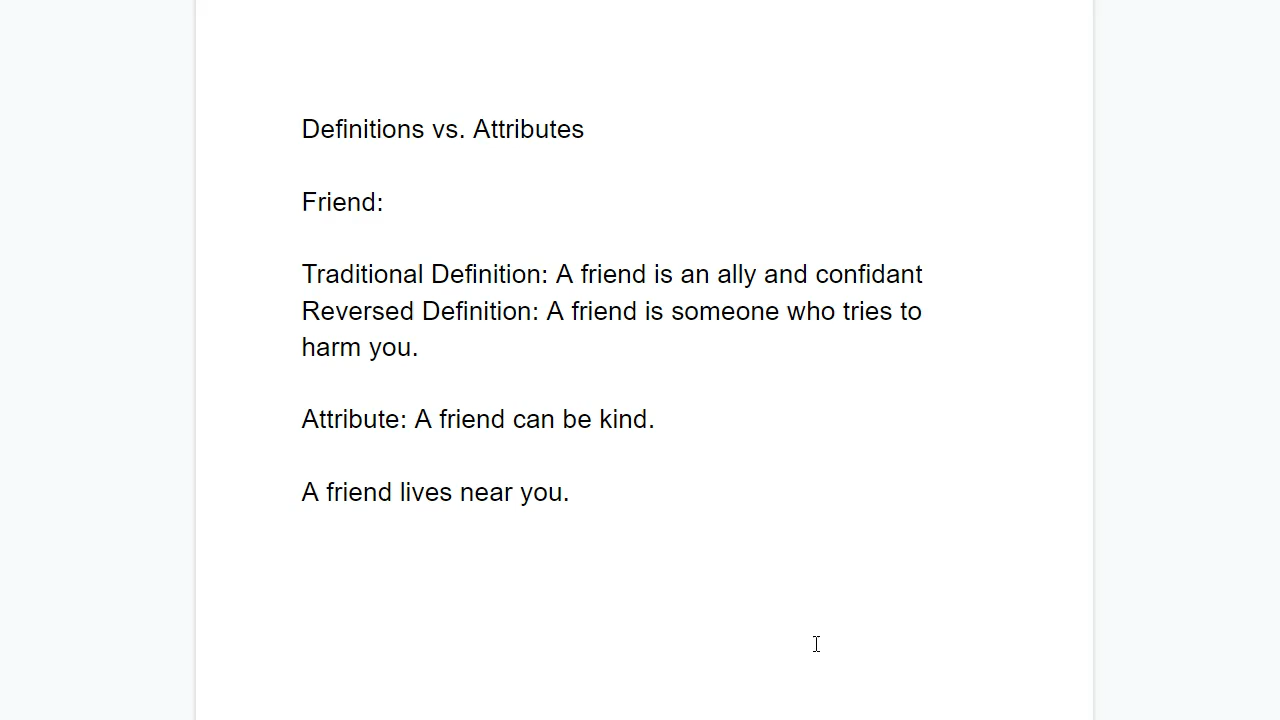 Definitions vs. Attributes
Friend:
Traditional Definition: A friend is an ally and confidant
Reversed Definition: A friend is someone who tries to
harm you.
Attribute: A friend can be kind.
A friend lives near you.